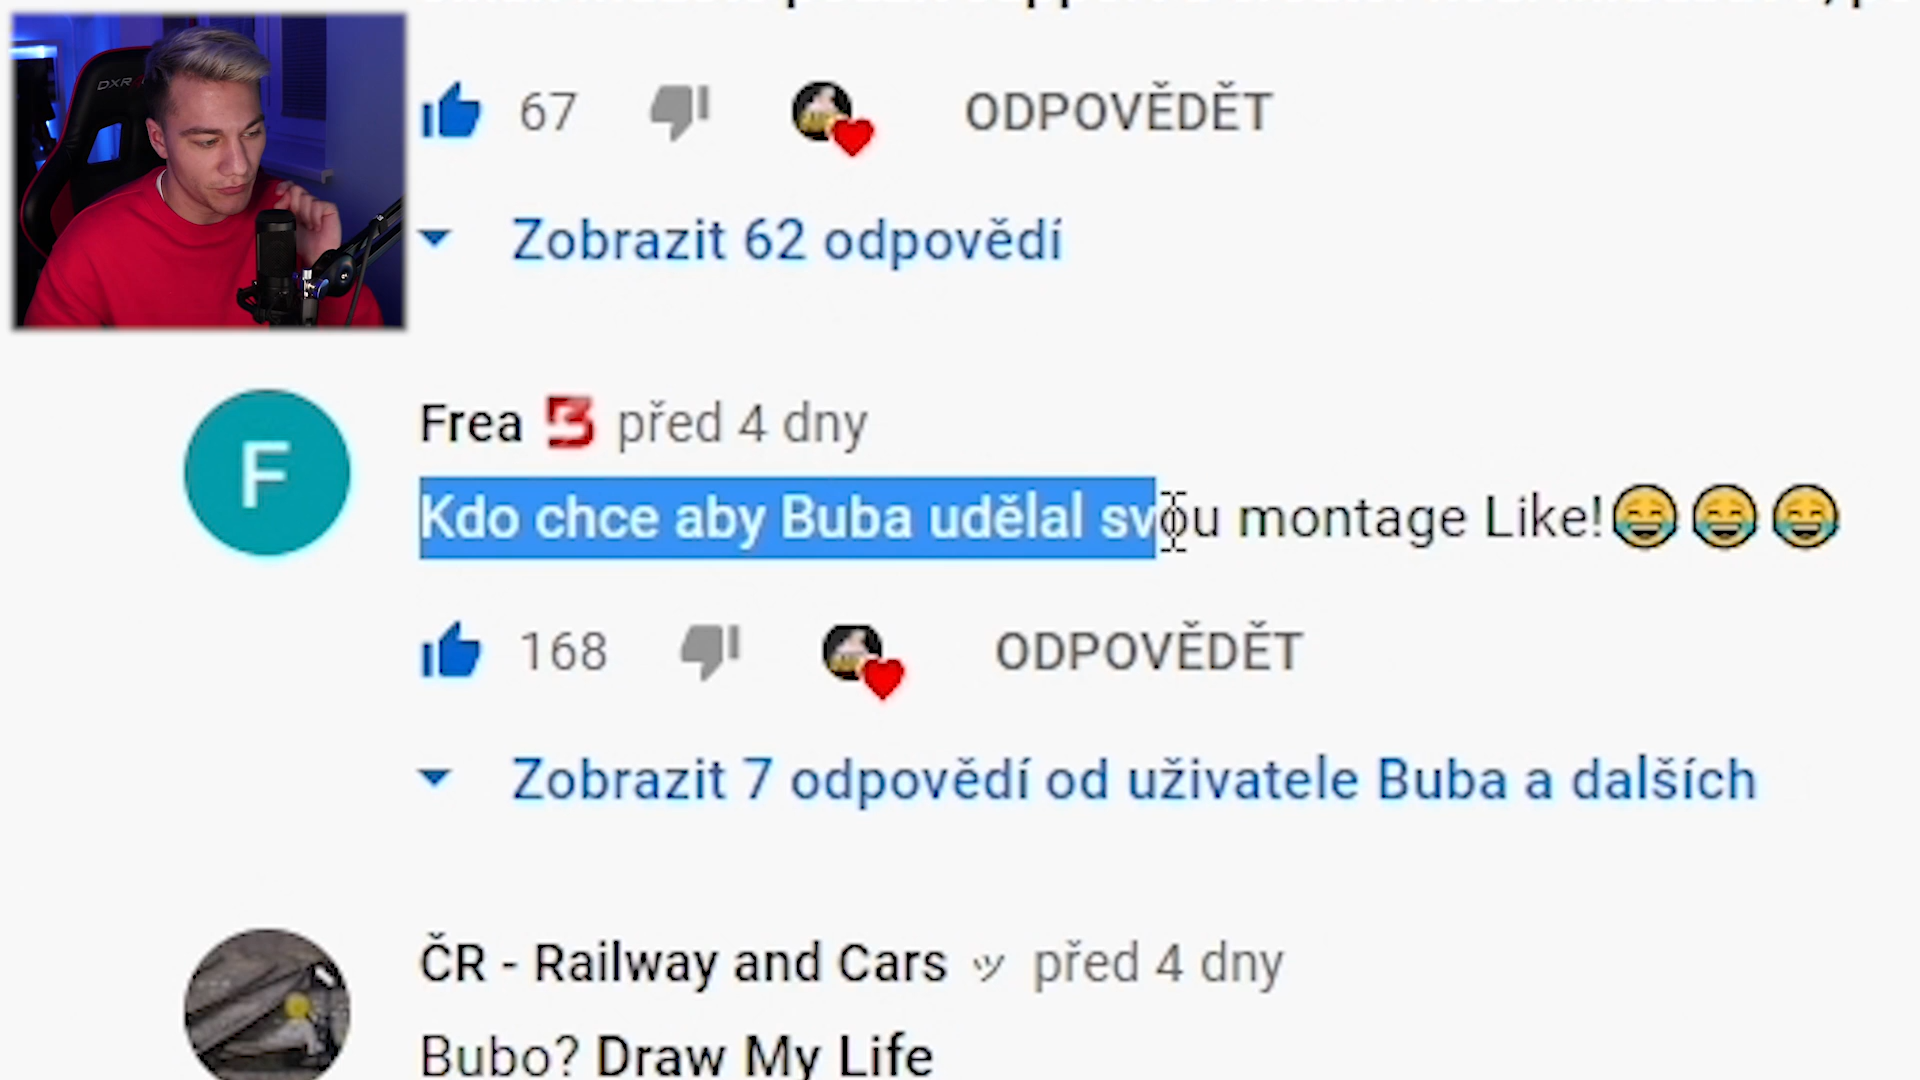 DXR
67 ODPOVĚDĚT
Zobrazit 62 odpovědí
F
Frea před 4 dny
Kdo chce aby Buba udělal svou montage Like!😂😂😂
168 ODPOVĚDĚT
Zobrazit 7 odpovědí od uživatele Buba a dalších
ČR - Railway and Cars ツ před 4 dny
Bubo? Draw My Life